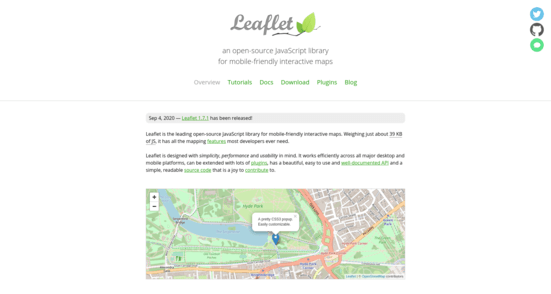 Leaflet
an open-source JavaScript library
for mobile-friendly interactive maps
Overview Tutorials Docs Download Plugins Blog
Sep 4, 2020 — Leaflet 1.7.1 has been released!
Leaflet is the leading open-source JavaScript library for mobile-friendly interactive maps. Weighing just about 39 KB
of JS, it has all the mapping features most developers ever need.
Leaflet is designed with simplicity, performance and usability in mind. It works efficiently across all major desktop and
mobile platforms, can be extended with lots of plugins, has a beautiful, easy to use and well-documented API and a
simple, readable source code that is a joy to contribute to.
+
−
Hyde Park
A pretty CSS3 popup.
Easily customizable.
×
Leaflet | © OpenStreetMap contributors